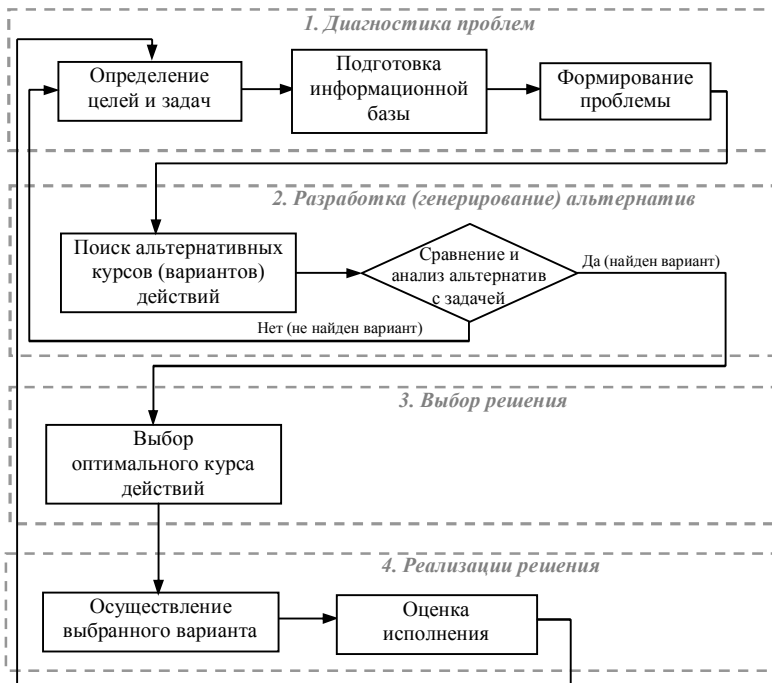 1. Диагностика проблем
Определение
целей и задач
Подготовка
информационной
базы
Формирование
проблемы
2. Разработка (генерирование) альтернатив
Поиск альтернативных
курсов (вариантов)
действий
Сравнение и
анализ альтернатив
с задачей
Да (найден вариант)
Нет (не найден вариант)
3. Выбор решения
Выбор
оптимального курса
действий
4. Реализации решения
Осуществление
выбранного варианта
Оценка
исполнения